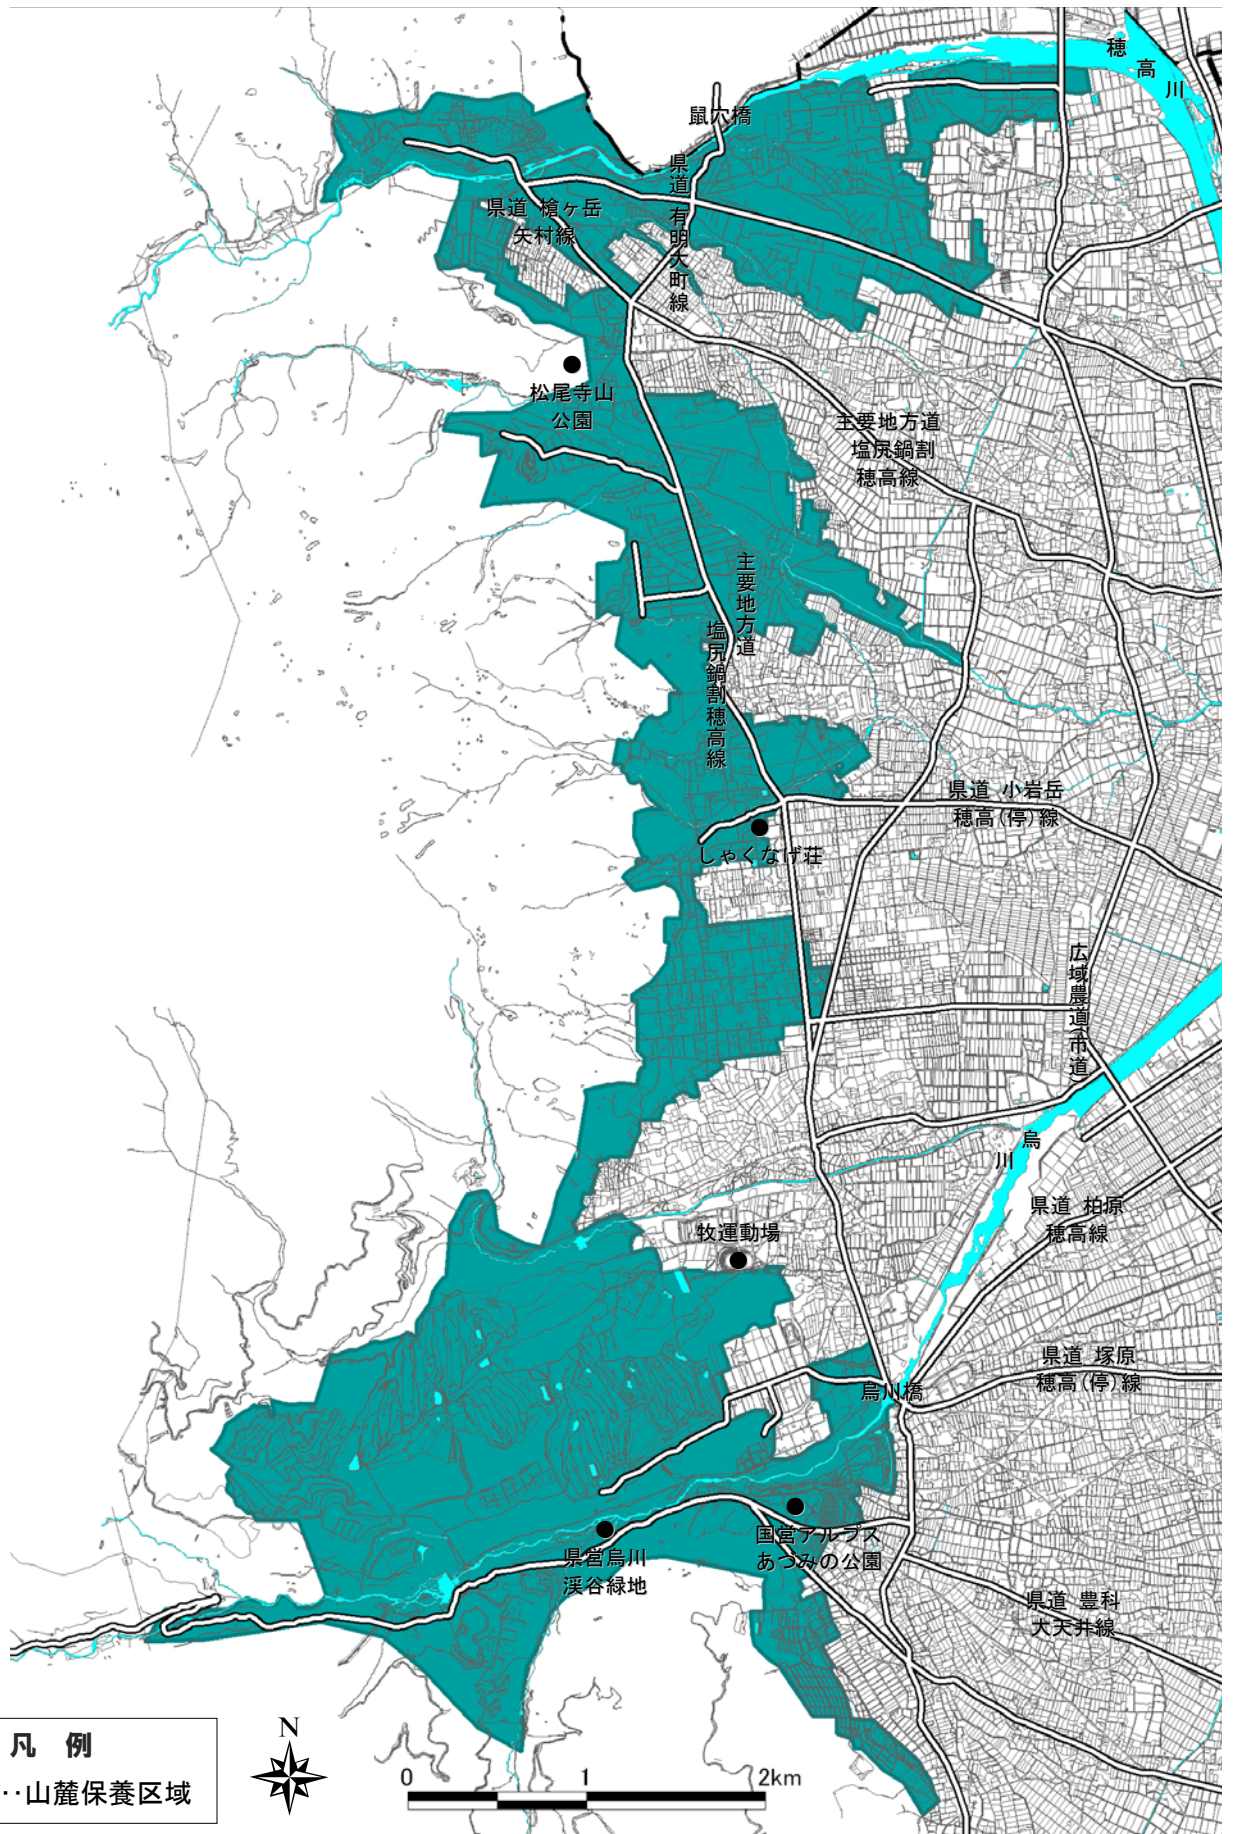 穂
高
川
鼠穴橋
県道 有明大町線
県道 槍ヶ岳
矢村線
松尾寺山
公園
主要地方道
塩尻鍋割
穂高線
主要地方道
塩尻鍋割穂高線
県道 小岩岳
穂高(停)線
しゃくなげ荘
広域農道(市道)
烏
川
県道 柏原
穂高線
牧運動場
県道 塚原
穂高(停)線
烏川橋
国営アルプス
あづみの公園
県営烏川
渓谷緑地
県道 豊科
大天井線
凡 例
‥山麓保養区域
N
0 1 2km